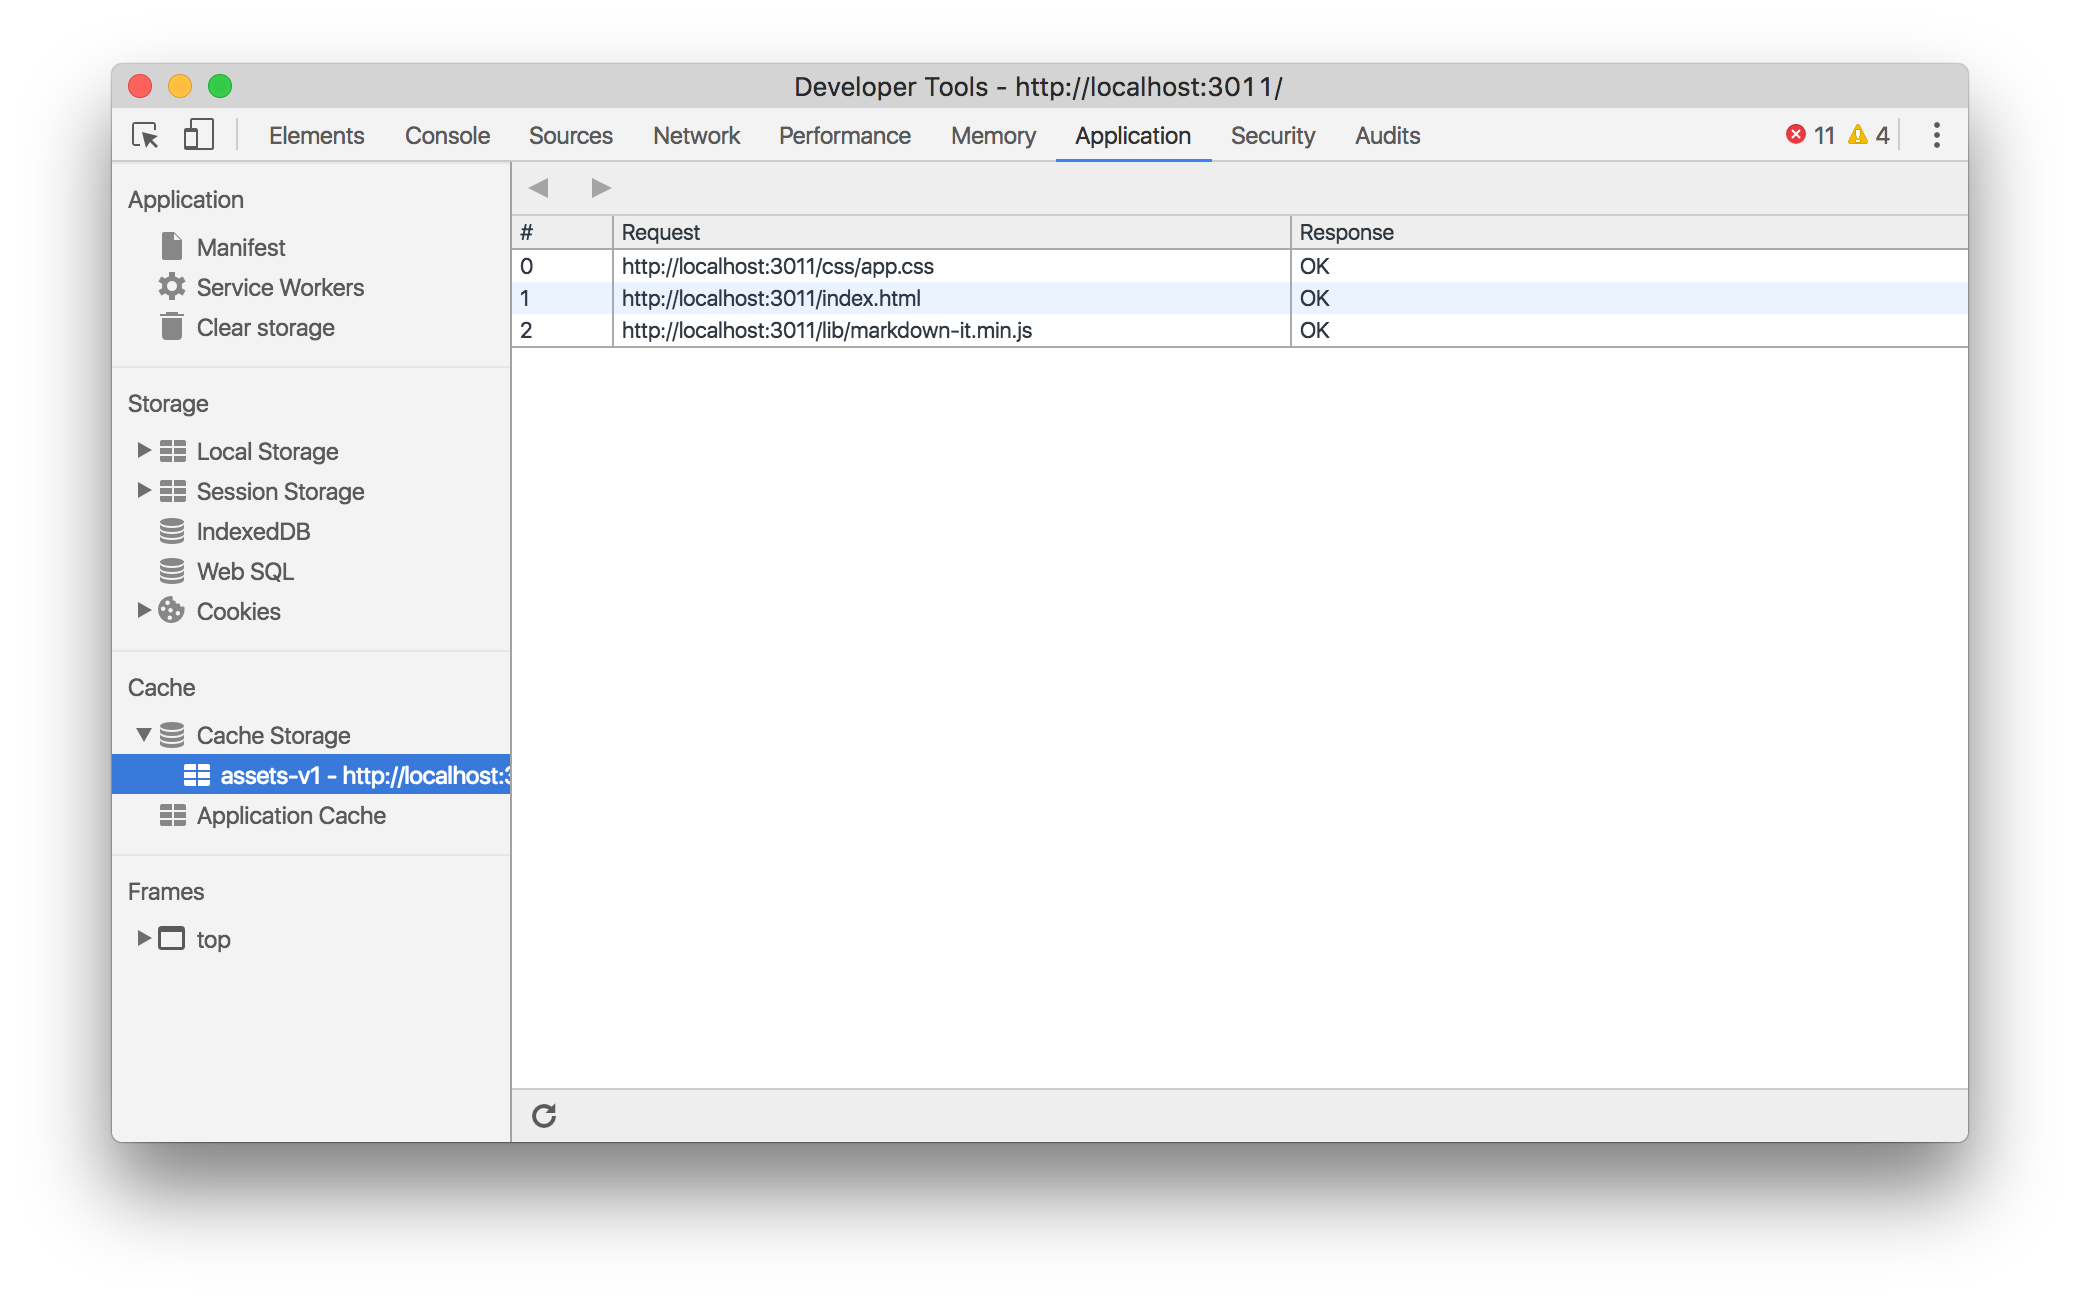 Developer Tools - http://localhost:3011/
Elements Console Sources Network Performance Memory Application Security Audits 11 4
Application
Manifest
Service Workers
Clear storage
Storage
Local Storage
Session Storage
IndexedDB
Web SQL
Cookies
Cache
Cache Storage
assets-v1 - http://localhost:3
Application Cache
Frames
top
# Request Response
0 http://localhost:3011/css/app.css OK
1 http://localhost:3011/index.html OK
2 http://localhost:3011/lib/markdown-it.min.js OK